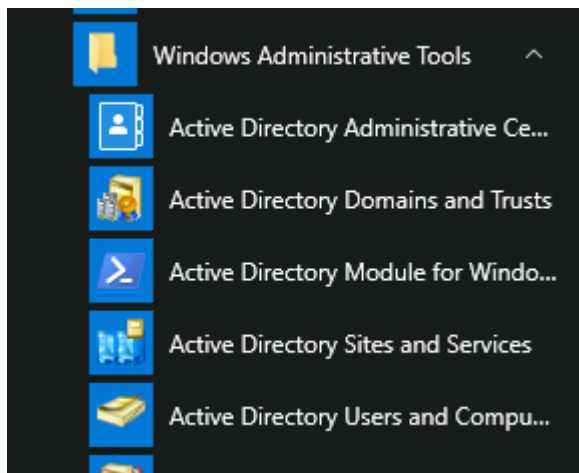 Windows Administrative Tools
Active Directory Administrative Ce...
Active Directory Domains and Trusts
Active Directory Module for Windo...
Active Directory Sites and Services
Active Directory Users and Compu...